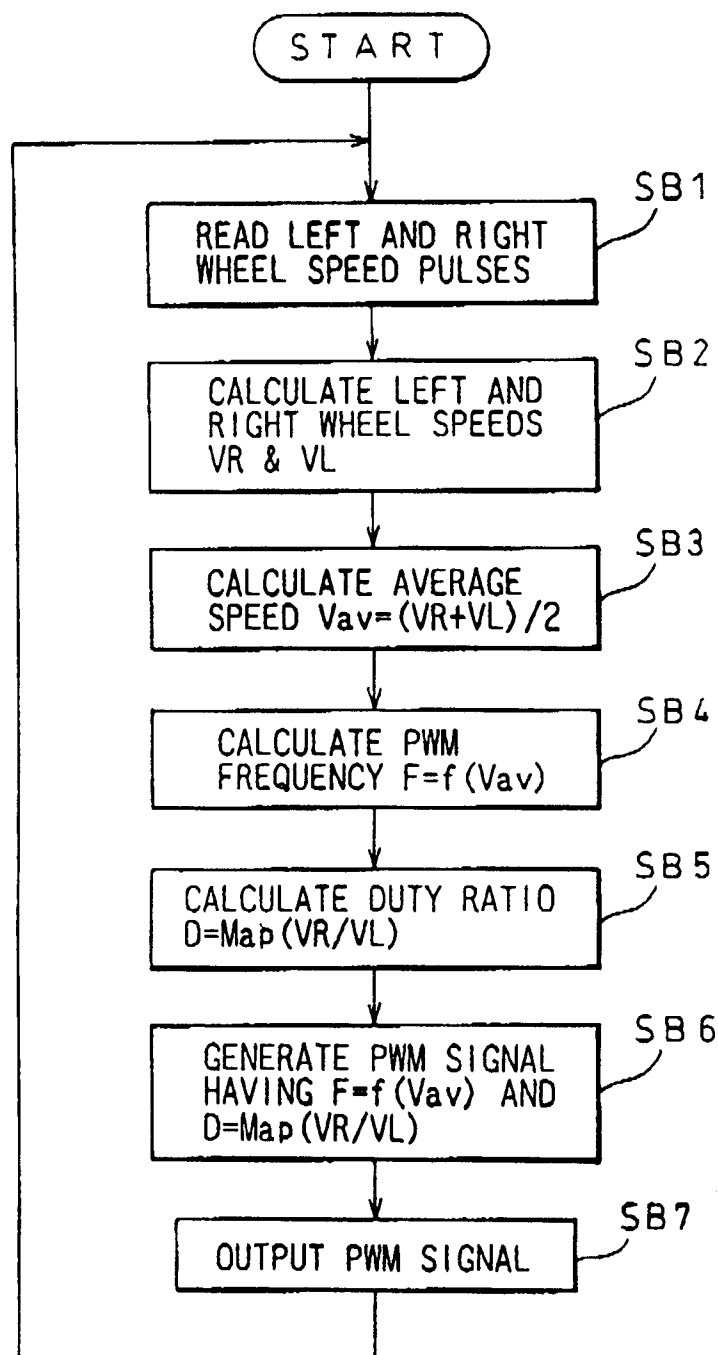 START
SB1
READ LEFT AND RIGHT
WHEEL SPEED PULSES
SB2
CALCULATE LEFT AND
RIGHT WHEEL SPEEDS
VR & VL
SB3
CALCULATE AVERAGE
SPEED Vav=(VR+VL)/2
SB4
CALCULATE PWM
FREQUENCY F=f(Vav)
SB5
CALCULATE DUTY RATIO
D=Map(VR/VL)
SB6
GENERATE PWM SIGNAL
HAVING F=f(Vav) AND
D=Map(VR/VL)
SB7
OUTPUT PWM SIGNAL